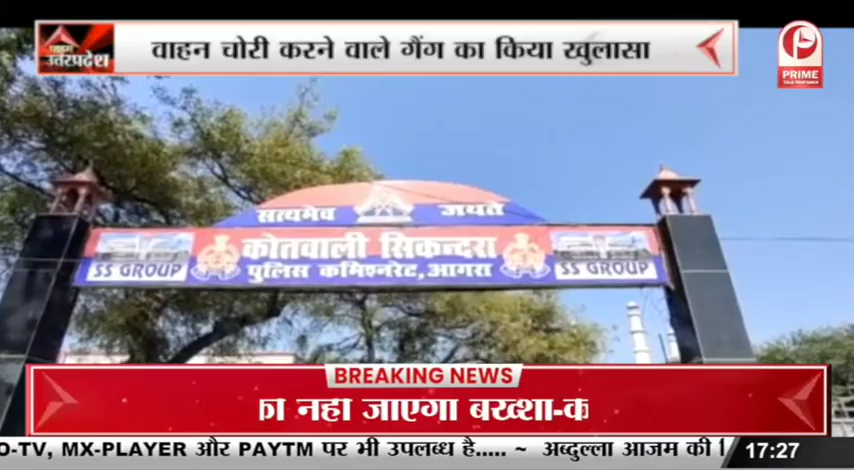 प्राइम
उत्तरप्रदेश
वाहन चोरी करने वाले गैंग का किया खुलासा
PRIME
सत्यमेव जयते
कोतवाली सिकन्दरा
SS GROUP
SS GROUP
पुलिस कमिश्नरेट, आगरा
BREAKING NEWS
नहीं जाएगा बख्शा-क
O-TV, MX-PLAYER और PAYTM पर भी उपलब्ध है..... ~ अब्दुल्ला आजम की
17:27